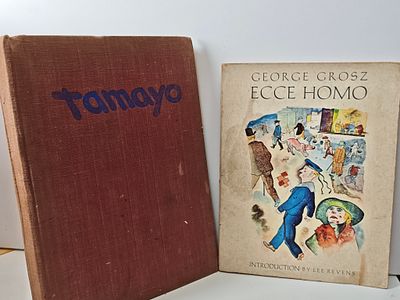 tamayo
GEORGE GROSZ
ECCE HOMO
INTRODUCTION BY LEE REVENS